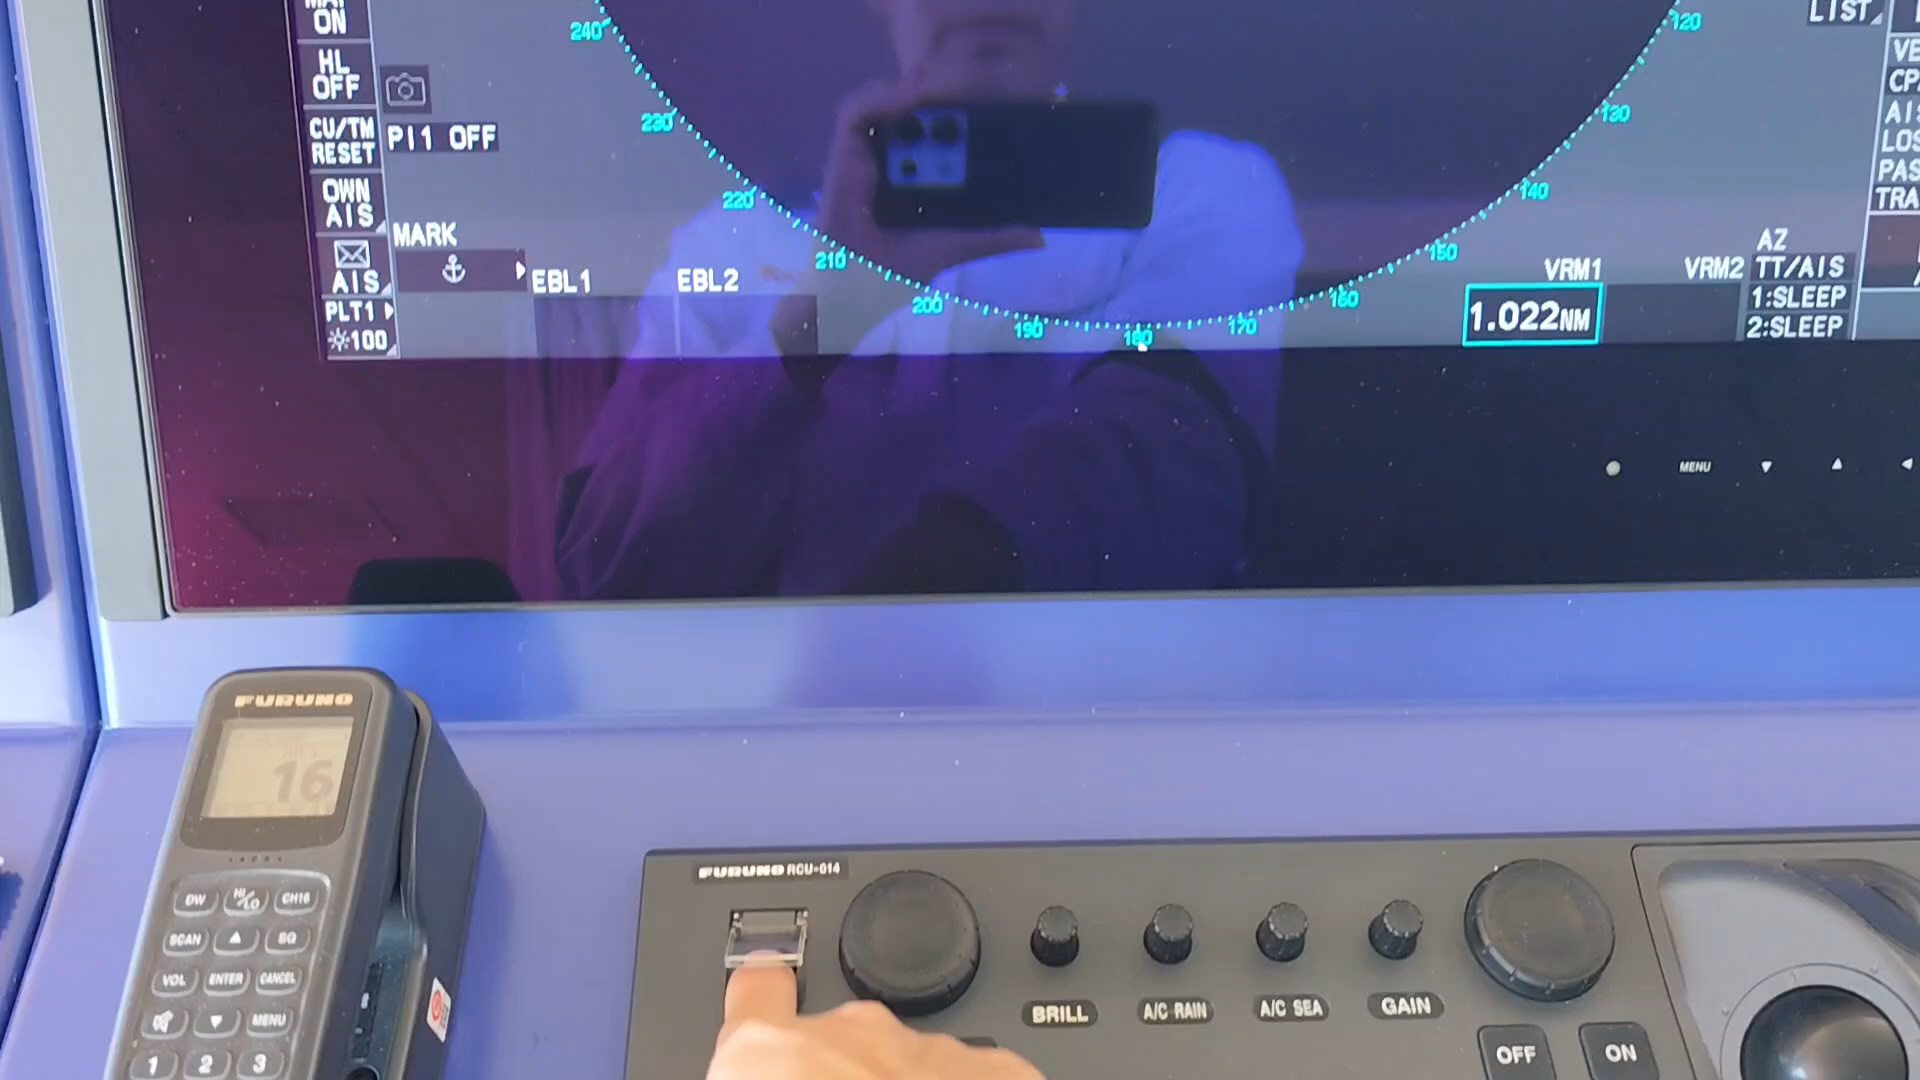 ON
HL
OFF
CU/TM
RESET
PI1 OFF
OWN
AIS
MARK
AIS
PLT1
100
EBL1
EBL2
240
230
220
210
200
190
180
170
160
150
140
130
120
LIST
VRM1
VRM2
1.022NM
AZ
TT/AIS
1:SLEEP
2:SLEEP
MENU
FURUNO
16
DW
HI/LO
CH16
SCAN
SQ
VOL
ENTER
CANCEL
MENU
1
2
3
FURUNO RCU-014
BRILL
A/C RAIN
A/C SEA
GAIN
OFF
ON